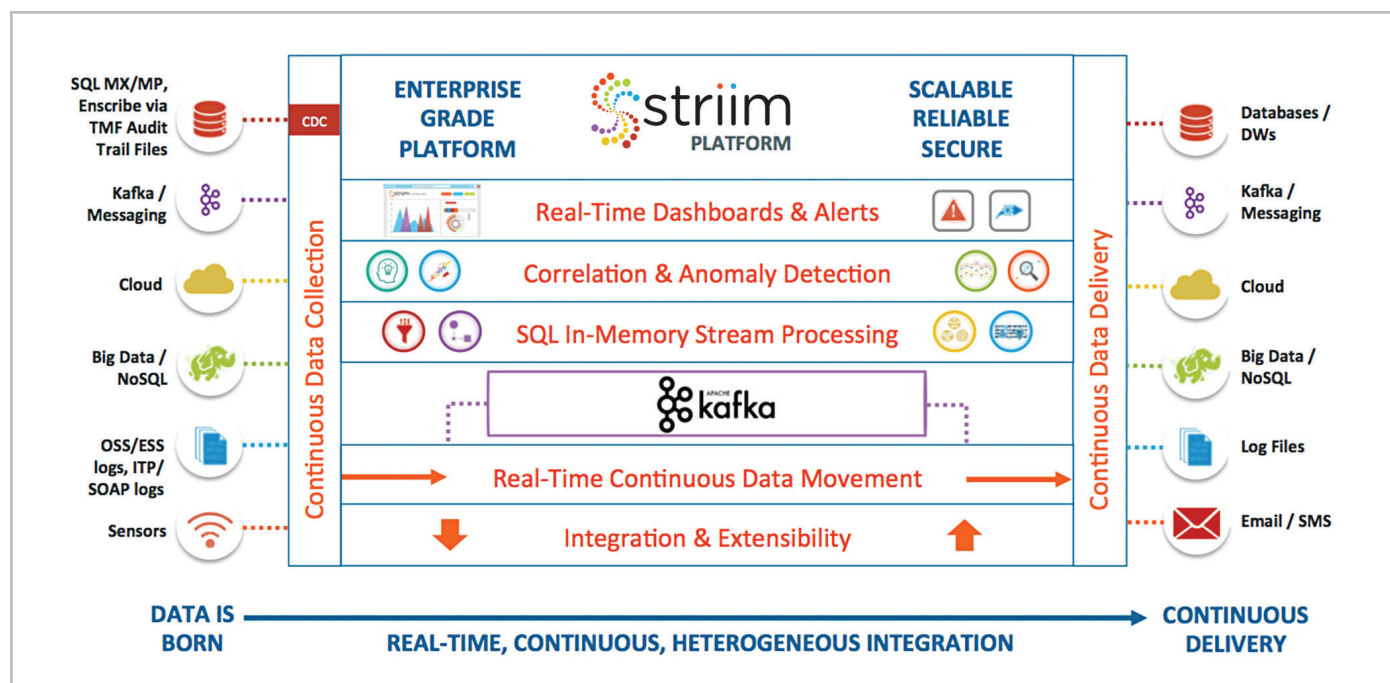 SQL MX/MP,
Enscribe via
TMF Audit
Trail Files
Kafka /
Messaging
Cloud
Big Data /
NoSQL
OSS/ESS
logs, ITP/
SOAP logs
Sensors
CDC
Continuous Data Collection
ENTERPRISE
GRADE
PLATFORM
striim
PLATFORM
SCALABLE
RELIABLE
SECURE
striim
Real-Time Dashboards & Alerts
Correlation & Anomaly Detection
SQL In-Memory Stream Processing
APACHE
kafka
Real-Time Continuous Data Movement
Integration & Extensibility
Continuous Data Delivery
Databases /
DWs
Kafka /
Messaging
Cloud
Big Data /
NoSQL
Log Files
Email / SMS
DATA IS
BORN
REAL-TIME, CONTINUOUS, HETEROGENEOUS INTEGRATION
CONTINUOUS
DELIVERY